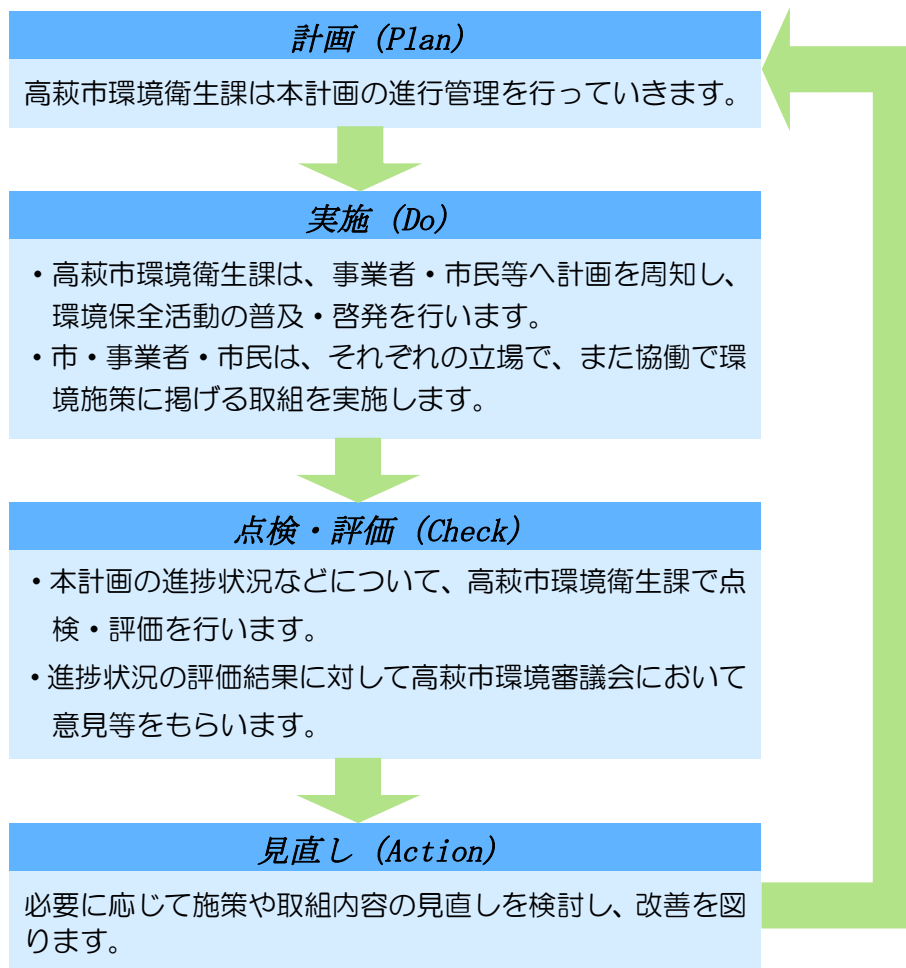 計画 (Plan)
高萩市環境衛生課は本計画の進行管理を行っていきます。
実施 (Do)
・高萩市環境衛生課は、事業者・市民等へ計画を周知し、
環境保全活動の普及・啓発を行います。
・市・事業者・市民は、それぞれの立場で、また協働で環
境施策に掲げる取組を実施します。
点検・評価 (Check)
・本計画の進捗状況などについて、高萩市環境衛生課で点
検・評価を行います。
・進捗状況の評価結果に対して高萩市環境審議会において
意見等をもらいます。
見直し (Action)
必要に応じて施策や取組内容の見直しを検討し、改善を図
ります。